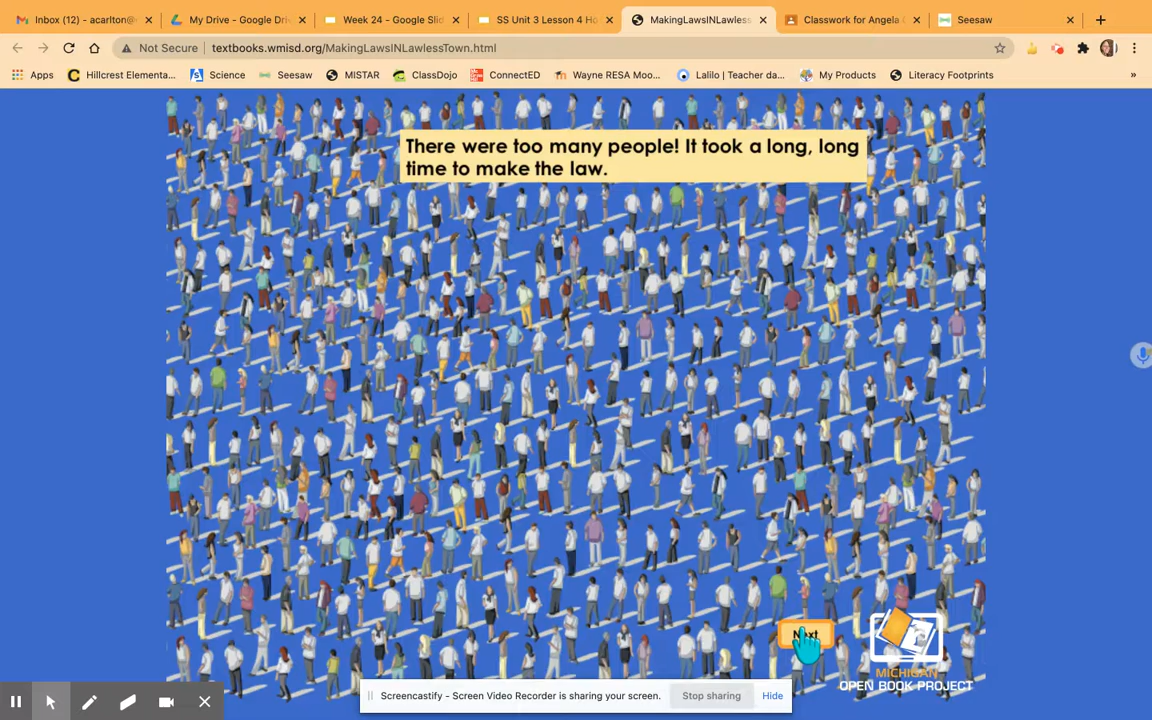 Inbox (12) - acarlton@w
My Drive - Google Driv
Week 24 - Google Slid
SS Unit 3 Lesson 4 Ho
MakingLawsINLawless
Classwork for Angela
Seesaw
Not Secure
textbooks.wmisd.org/MakingLawsINLawlessTown.html
Apps
Hillcrest Elementa...
Science
Seesaw
MISTAR
ClassDojo
ConnectED
Wayne RESA Moo...
Lalilo | Teacher da...
My Products
Literacy Footprints
»
There were too many people! It took a long, long
time to make the law.
Next
MICHIGAN
OPEN BOOK PROJECT
Screencastify - Screen Video Recorder is sharing your screen.
Stop sharing
Hide